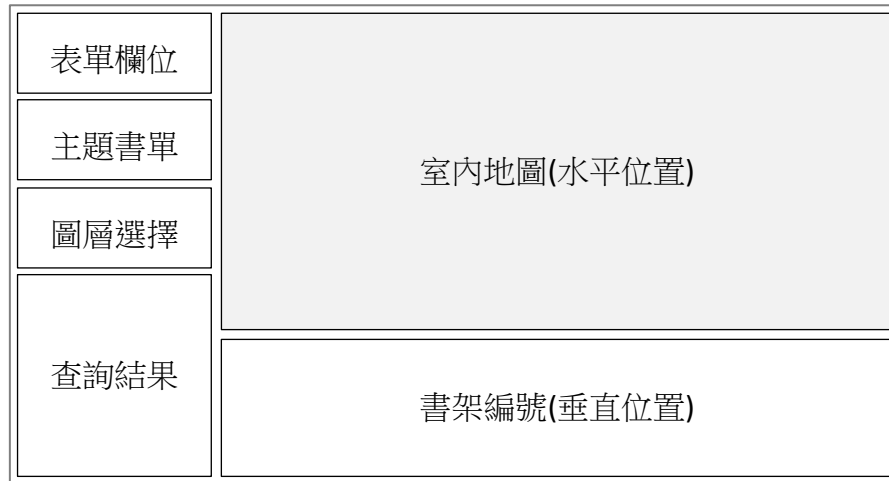 表單欄位
主題書單
圖層選擇
查詢結果
室內地圖(水平位置)
書架編號(垂直位置)